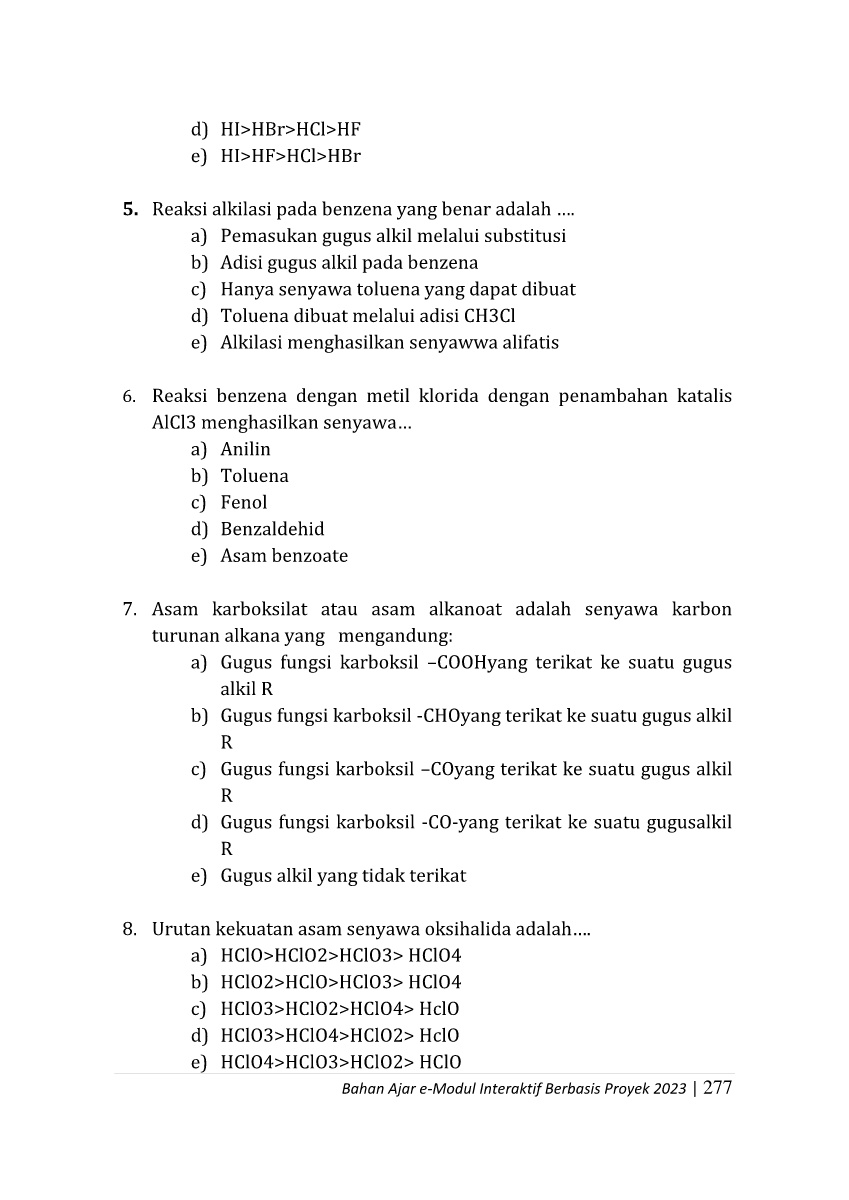 d) HI>HBr>HCl>HF
e) HI>HF>HCl>HBr
5. Reaksi alkilasi pada benzena yang benar adalah ....
a) Pemasukan gugus alkil melalui substitusi
b) Adisi gugus alkil pada benzena
c) Hanya senyawa toluena yang dapat dibuat
d) Toluena dibuat melalui adisi CH3Cl
e) Alkilasi menghasilkan senyawwa alifatis
6. Reaksi benzena dengan metil klorida dengan penambahan katalis
AlCl3 menghasilkan senyawa...
a) Anilin
b) Toluena
c) Fenol
d) Benzaldehid
e) Asam benzoate
7. Asam karboksilat atau asam alkanoat adalah senyawa karbon
turunan alkana yang mengandung:
a) Gugus fungsi karboksil –COOHyang terikat ke suatu gugus
alkil R
b) Gugus fungsi karboksil -CHOyang terikat ke suatu gugus alkil
R
c) Gugus fungsi karboksil –COyang terikat ke suatu gugus alkil
R
d) Gugus fungsi karboksil -CO-yang terikat ke suatu gugusalkil
R
e) Gugus alkil yang tidak terikat
8. Urutan kekuatan asam senyawa oksihalida adalah....
a) HClO>HClO2>HClO3> HClO4
b) HClO2>HClO>HClO3> HClO4
c) HClO3>HClO2>HClO4> HclO
d) HClO3>HClO4>HClO2> HclO
e) HClO4>HClO3>HClO2> HClO
Bahan Ajar e-Modul Interaktif Berbasis Proyek 2023 | 277